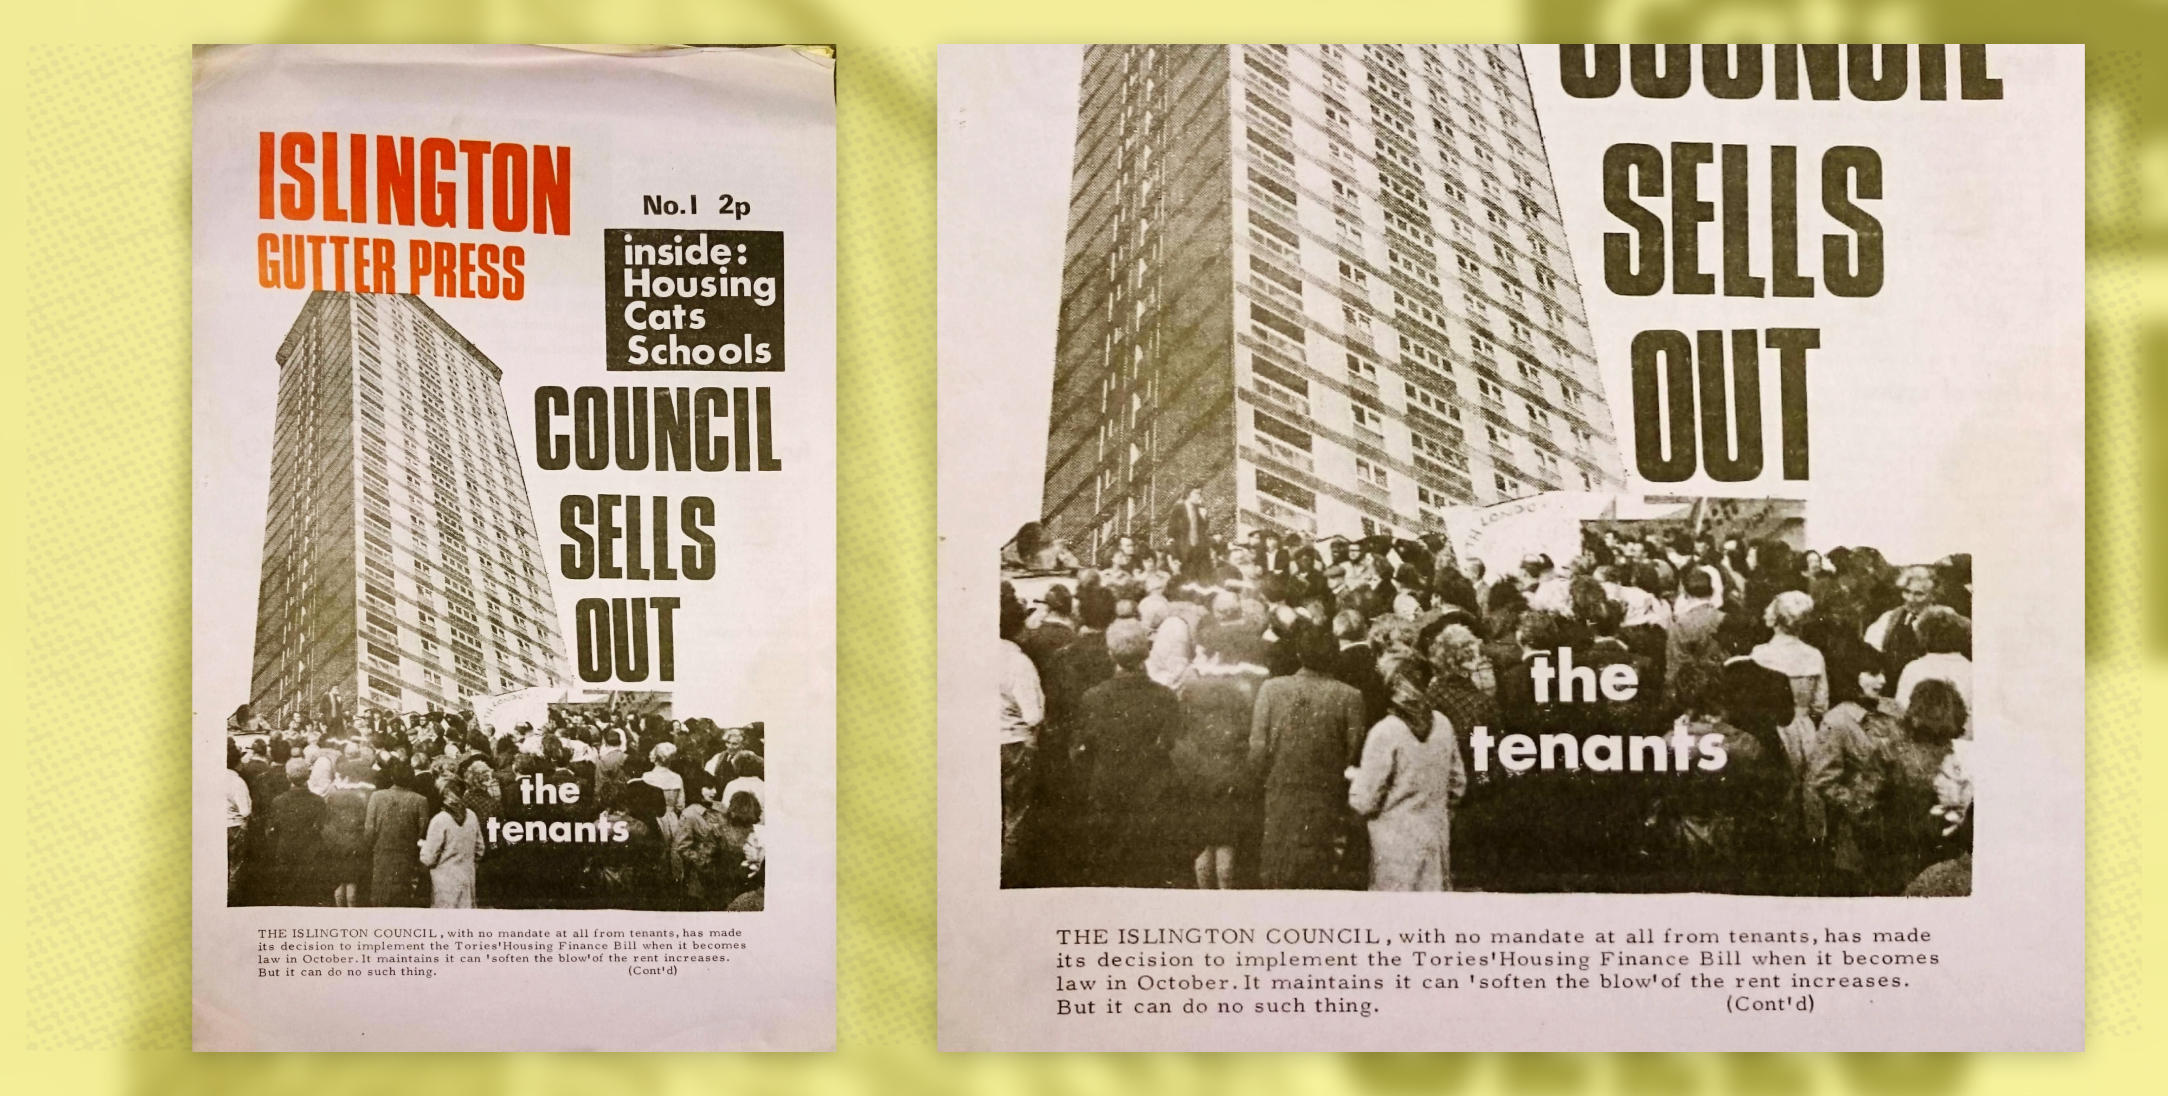 ISLINGTON
GUTTER PRESS
No.1 2p
inside:
Housing
Cats
Schools
COUNCIL
SELLS
OUT
the
tenants
THE ISLINGTON COUNCIL, with no mandate at all from tenants, has made
its decision to implement the Tories' Housing Finance Bill when it becomes
law in October. It maintains it can 'soften the blow' of the rent increases.
But it can do no such thing. (Cont'd)
COUNCIL
SELLS
OUT
TH LONDO
the
tenants
THE ISLINGTON COUNCIL, with no mandate at all from tenants, has made
its decision to implement the Tories' Housing Finance Bill when it becomes
law in October. It maintains it can 'soften the blow' of the rent increases.
But it can do no such thing. (Cont'd)